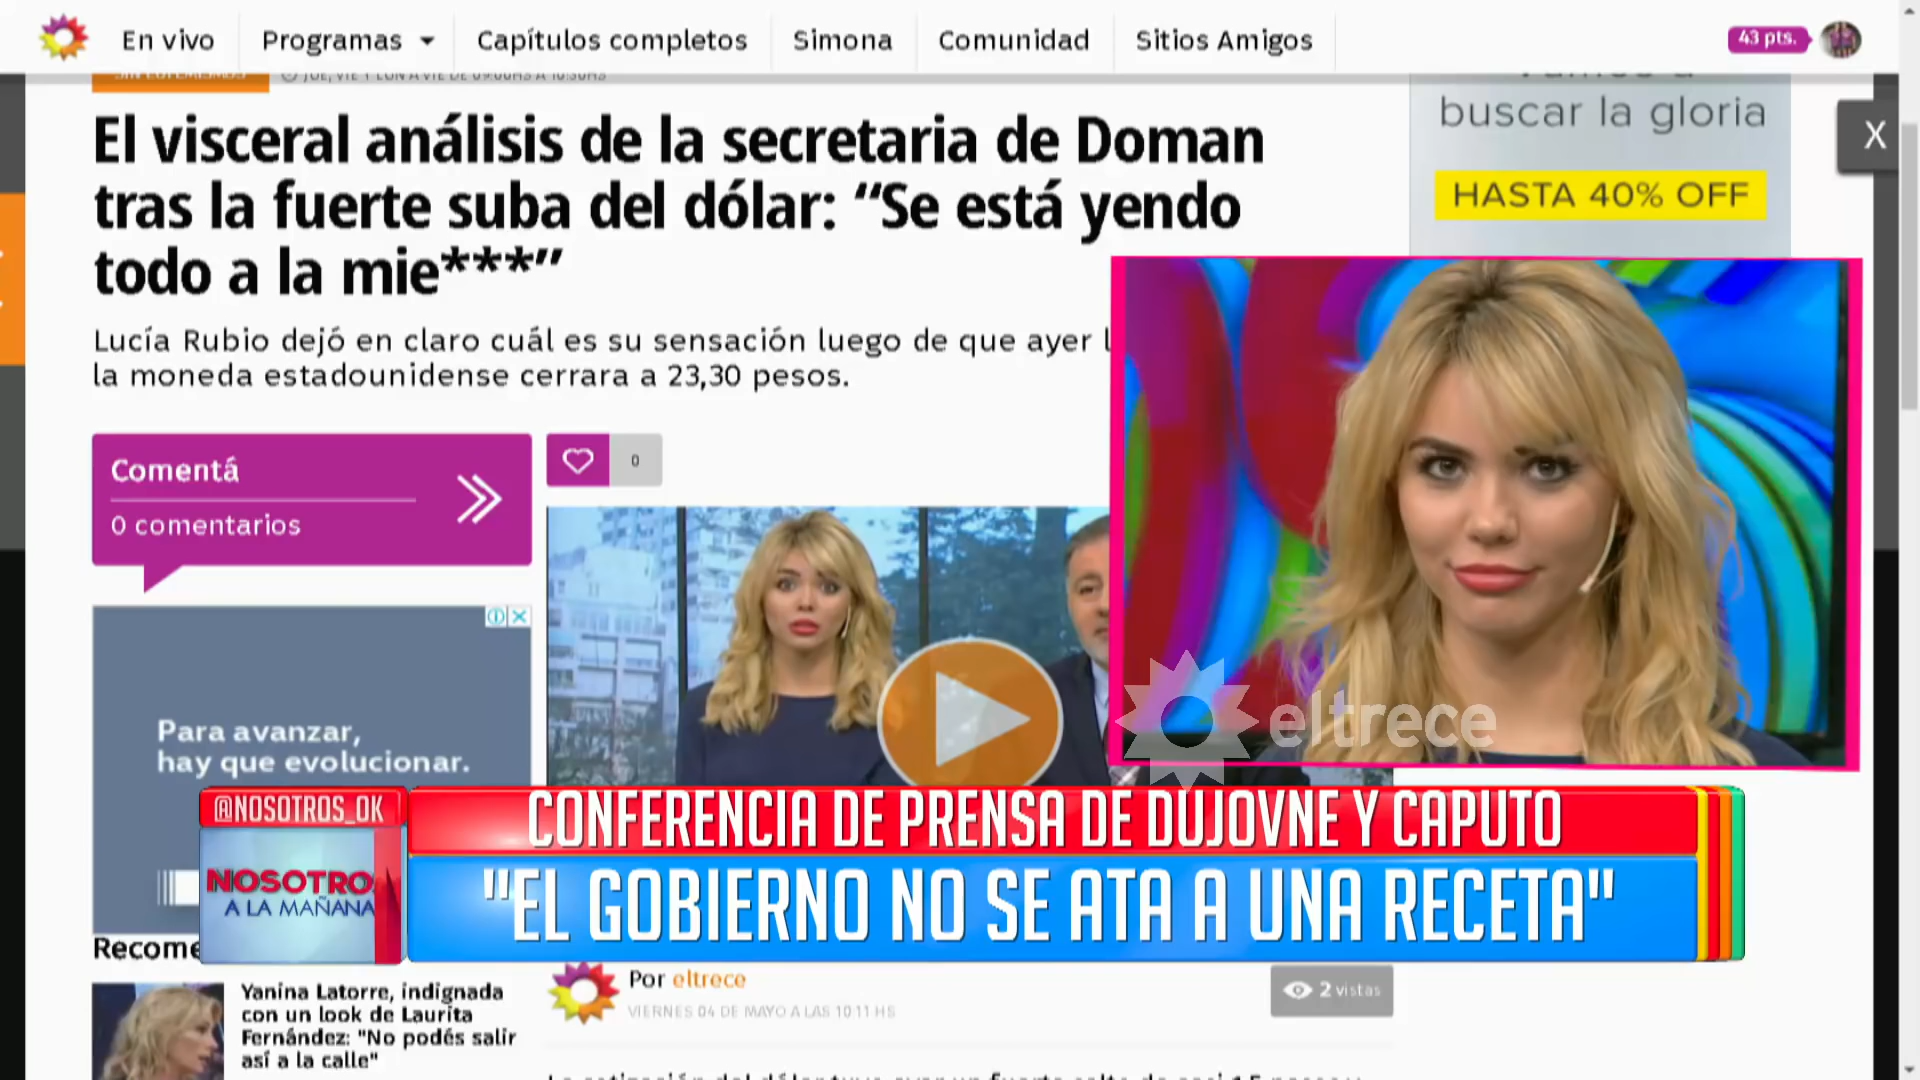 En vivo
Programas
Capítulos completos
Simona
Comunidad
Sitios Amigos
43 pts.
El visceral análisis de la secretaria de Doman
tras la fuerte suba del dólar: “Se está yendo
todo a la mie***”
Lucía Rubio dejó en claro cuál es su sensación luego de que ayer
la moneda estadounidense cerrara a 23,30 pesos.
buscar la gloria
HASTA 40% OFF
X
Comentá
0 comentarios
0
Para avanzar,
hay que evolucionar.
eltrece
@NOSOTROS_OK
CONFERENCIA DE PRENSA DE DUJOVNE Y CAPUTO
NOSOTRO
A LA MAÑANA
"EL GOBIERNO NO SE ATA A UNA RECETA"
Por eltrece
VIERNES 04 DE MAYO A LAS 10:11 HS
2 vistas
Yanina Latorre, indignada
con un look de Laurita
Fernández: "No podés salir
así a la calle"